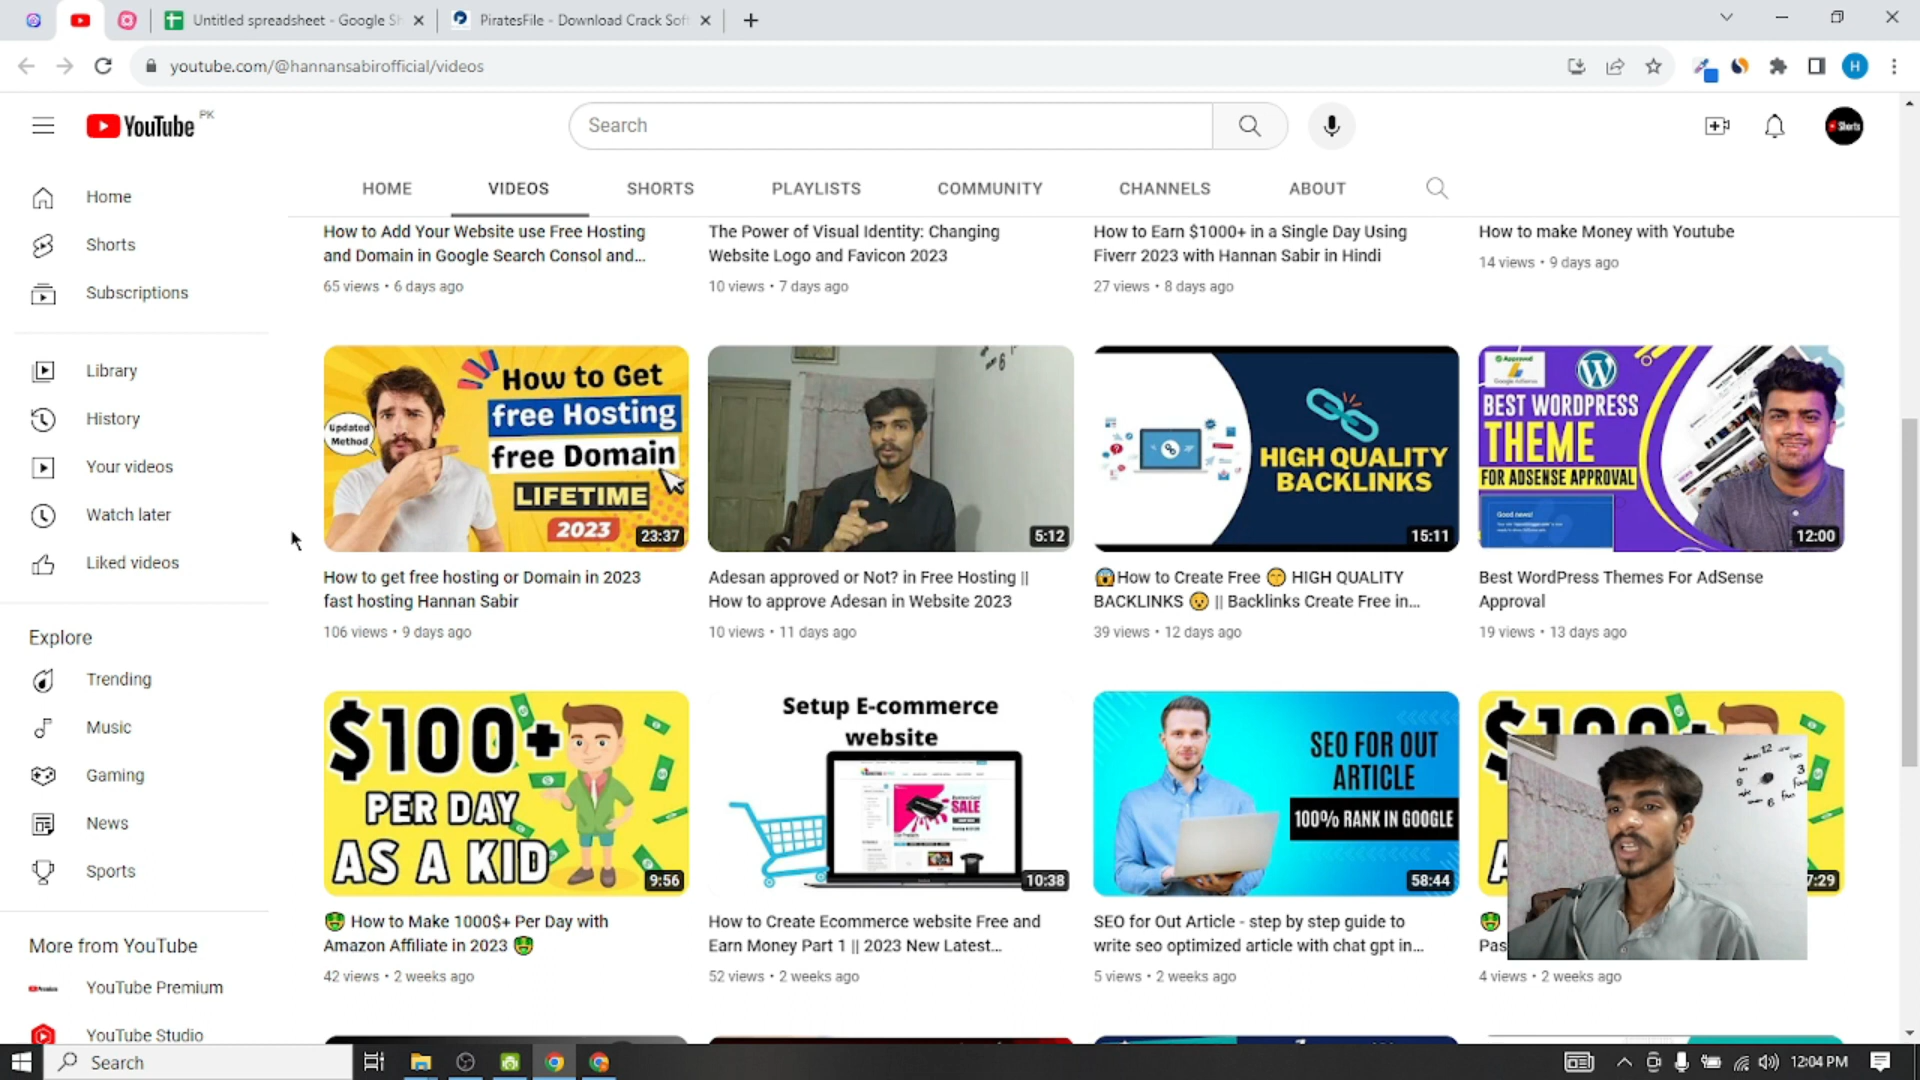 Untitled spreadsheet - Google Sh
PiratesFile - Download Crack Soft
youtube.com/@hannansabirofficial/videos
H
YouTube PK
Search
Shorts
HOME
VIDEOS
SHORTS
PLAYLISTS
COMMUNITY
CHANNELS
ABOUT
Home
Shorts
Subscriptions
Library
History
Your videos
Watch later
Liked videos
Explore
Trending
Music
Gaming
News
Sports
More from YouTube
YouTube Premium
YouTube Studio
How to Add Your Website use Free Hosting
and Domain in Google Search Consol and...
65 views • 6 days ago
The Power of Visual Identity: Changing
Website Logo and Favicon 2023
10 views • 7 days ago
How to Earn $1000+ in a Single Day Using
Fiverr 2023 with Hannan Sabir in Hindi
27 views • 8 days ago
How to make Money with Youtube
14 views • 9 days ago
Updated
Method
How to Get
free Hosting
free Domain
LIFETIME
2023
23:37
How to get free hosting or Domain in 2023
fast hosting Hannan Sabir
106 views • 9 days ago
6
5:12
Adesan approved or Not? in Free Hosting ||
How to approve Adesan in Website 2023
10 views • 11 days ago
HIGH QUALITY
BACKLINKS
15:11
😱How to Create Free 😁 HIGH QUALITY
BACKLINKS 😮 || Backlinks Create Free in...
39 views • 12 days ago
Approved
Google AdSense
BEST WORDPRESS
THEME
FOR ADSENSE APPROVAL
Good news!
12:00
Best WordPress Themes For AdSense
Approval
19 views • 13 days ago
$100+
PER DAY
AS A KID
9:56
🤑 How to Make 1000$+ Per Day with
Amazon Affiliate in 2023 🤑
42 views • 2 weeks ago
Setup E-commerce
website
SALE
10:38
How to Create Ecommerce website Free and
Earn Money Part 1 || 2023 New Latest...
52 views • 2 weeks ago
SEO FOR OUT
ARTICLE
100% RANK IN GOOGLE
58:44
SEO for Out Article - step by step guide to
write seo optimized article with chat gpt in...
5 views • 2 weeks ago
$100+
A
7:29
12
3
6
9
🤑
Pas
4 views • 2 weeks ago
Search
12:04 PM